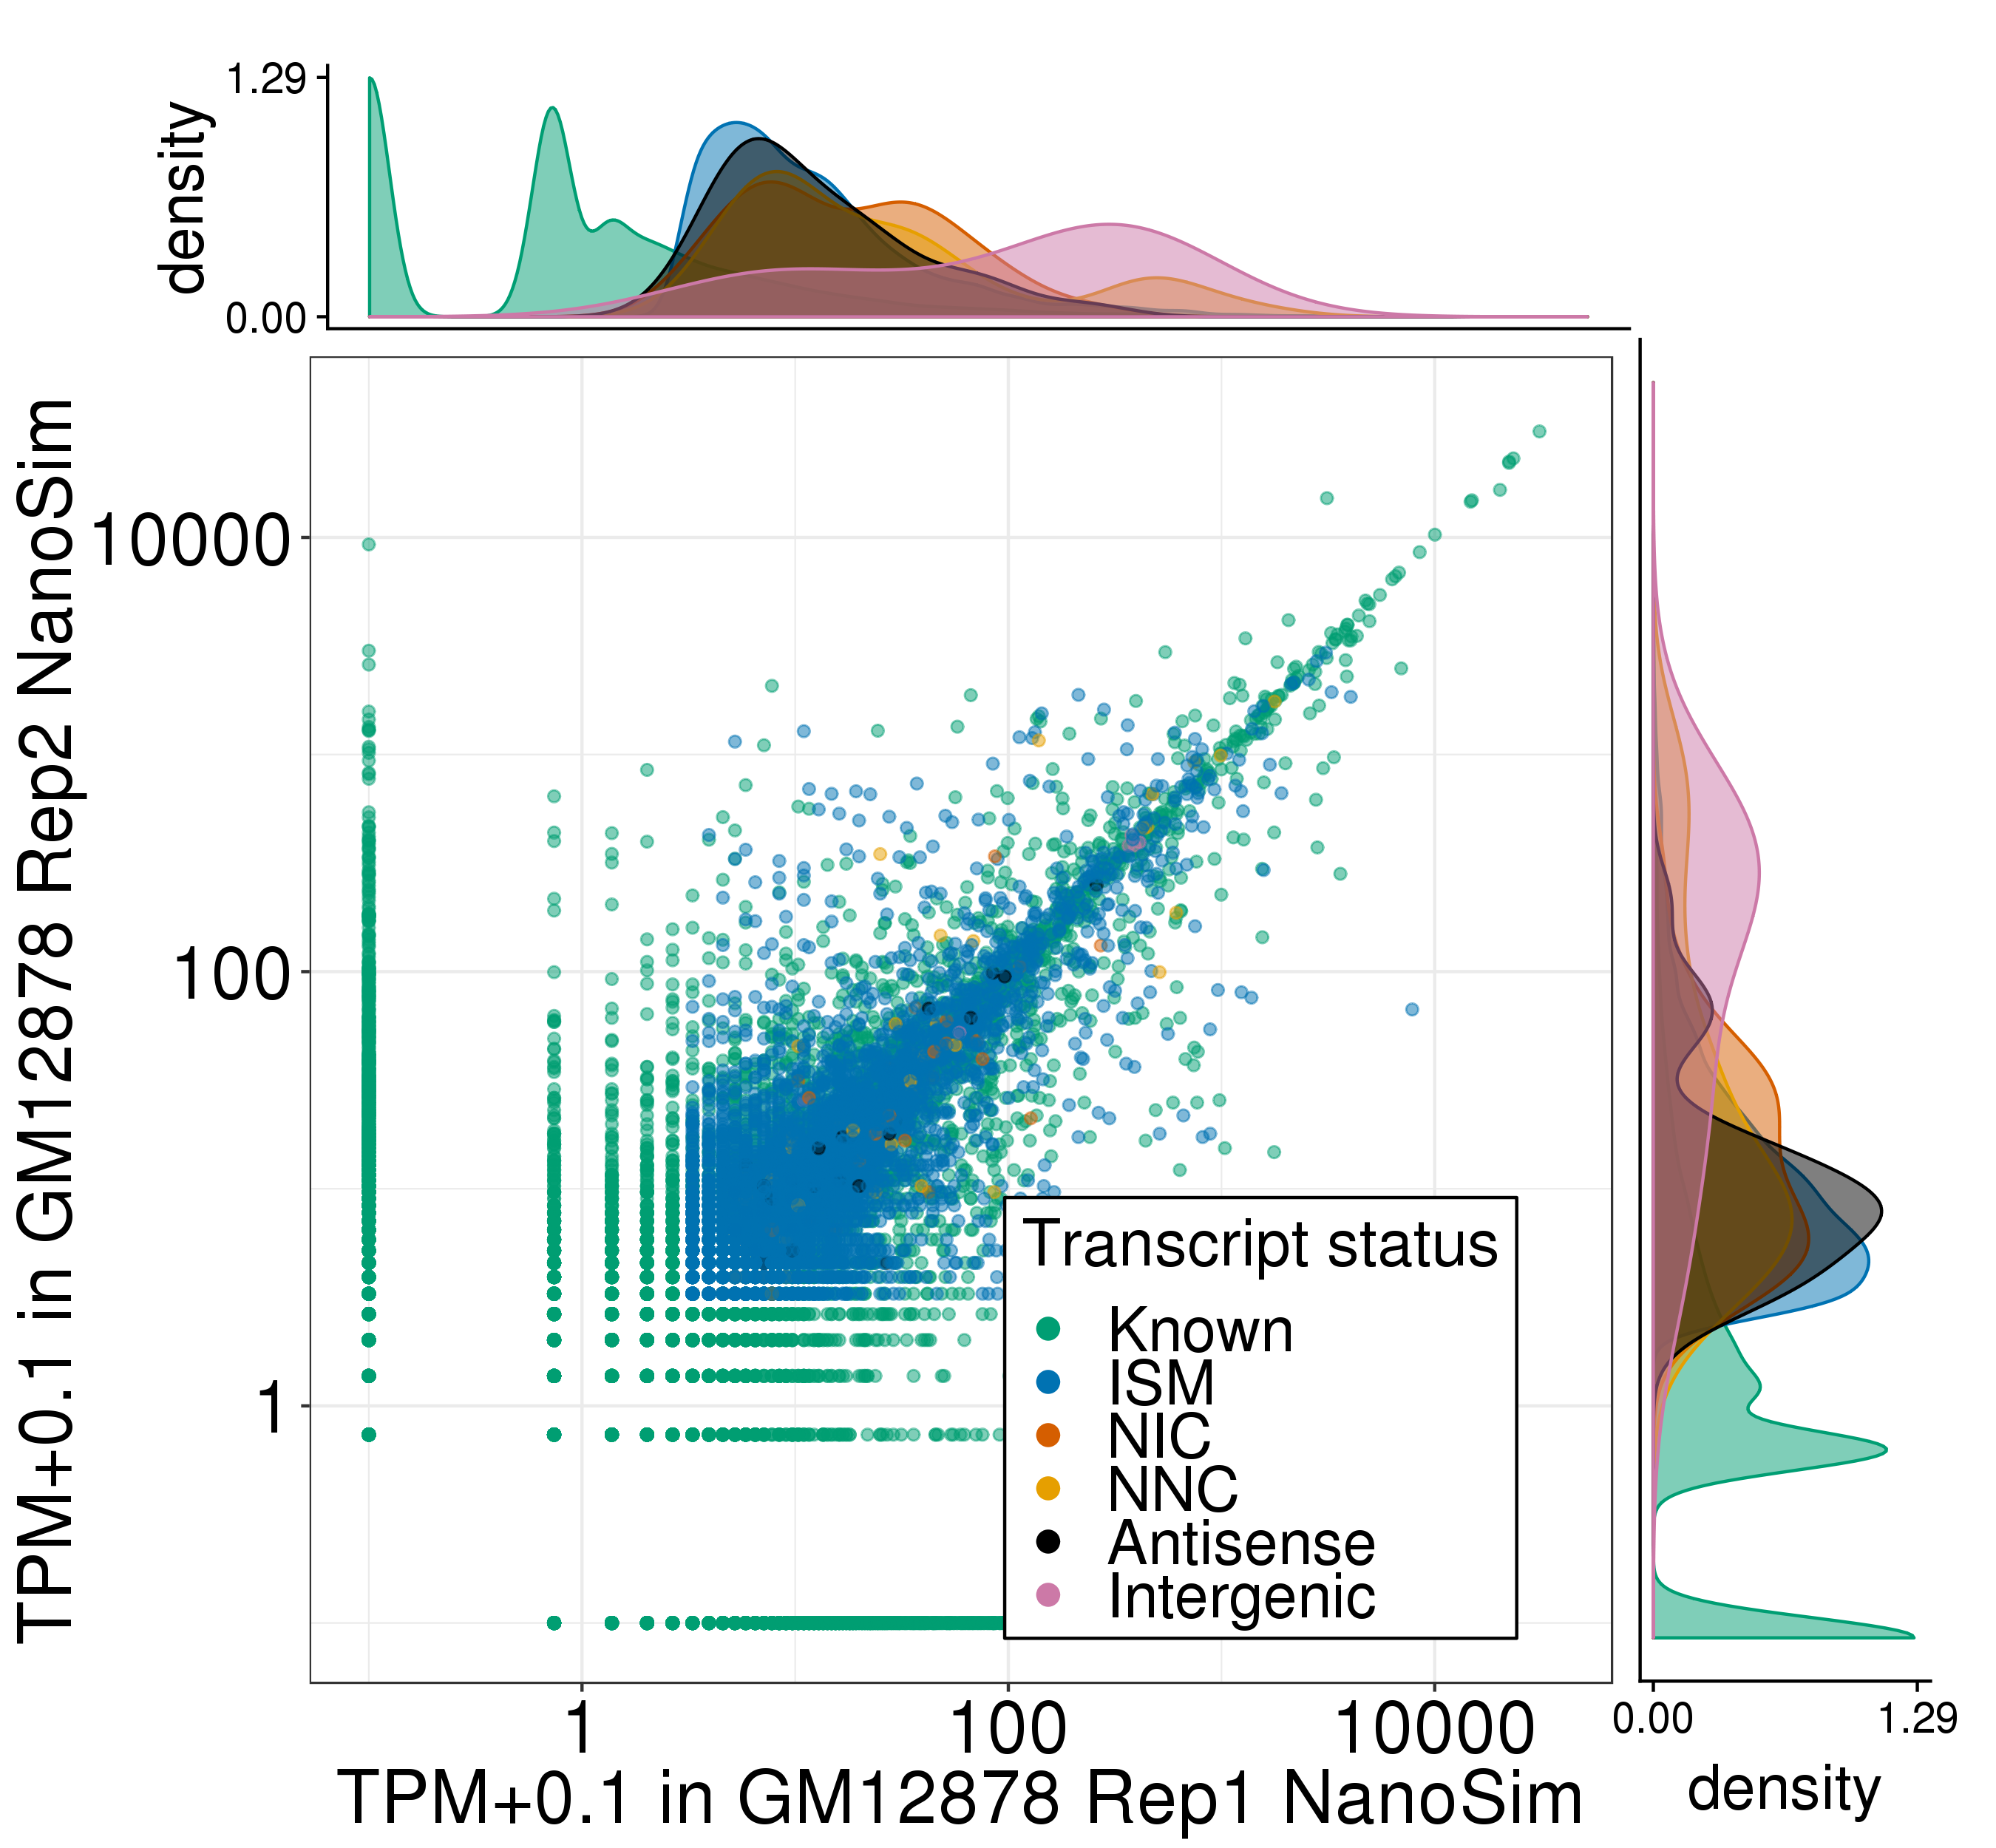 1.29
0.00
density
TPM+0.1 in GM12878 Rep2 NanoSim
10000
100
1
Transcript status
Known
ISM
NIC
NNC
Antisense
Intergenic
1
100
10000
TPM+0.1 in GM12878 Rep1 NanoSim
0.00
1.29
density